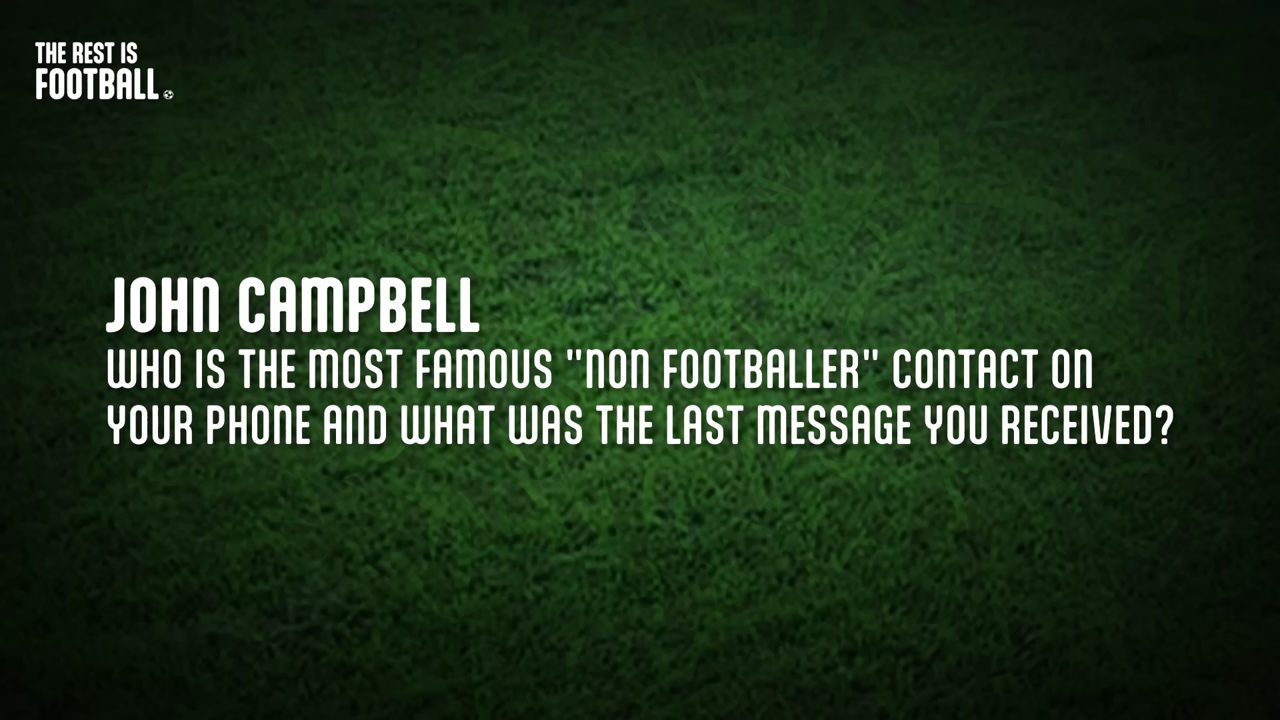 THE REST IS
FOOTBALL
JOHN CAMPBELL
WHO IS THE MOST FAMOUS "NON FOOTBALLER" CONTACT ON
YOUR PHONE AND WHAT WAS THE LAST MESSAGE YOU RECEIVED?